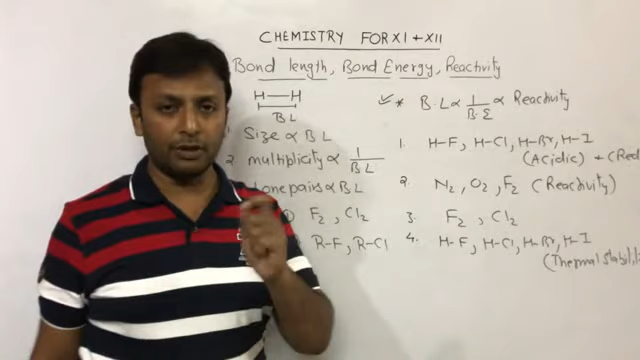 CHEMISTRY FOR XI + XII
Bond length, Bond Energy, Reactivity
H—H
BL
1. Size ∝ BL
2. multiplicity ∝ 1/BL
Lone pairs ∝ BL
F₂, Cl₂
R-F, R-Cl
✓* B.L ∝ 1/B.E ∝ Reactivity
1. H-F, H-Cl, H-Br, H-I
(Acidic) + (Red
2. N₂, O₂, F₂ (Reactivity)
3. F₂, Cl₂
4. H-F, H-Cl, H-Br, H-I
(Thermal stabili